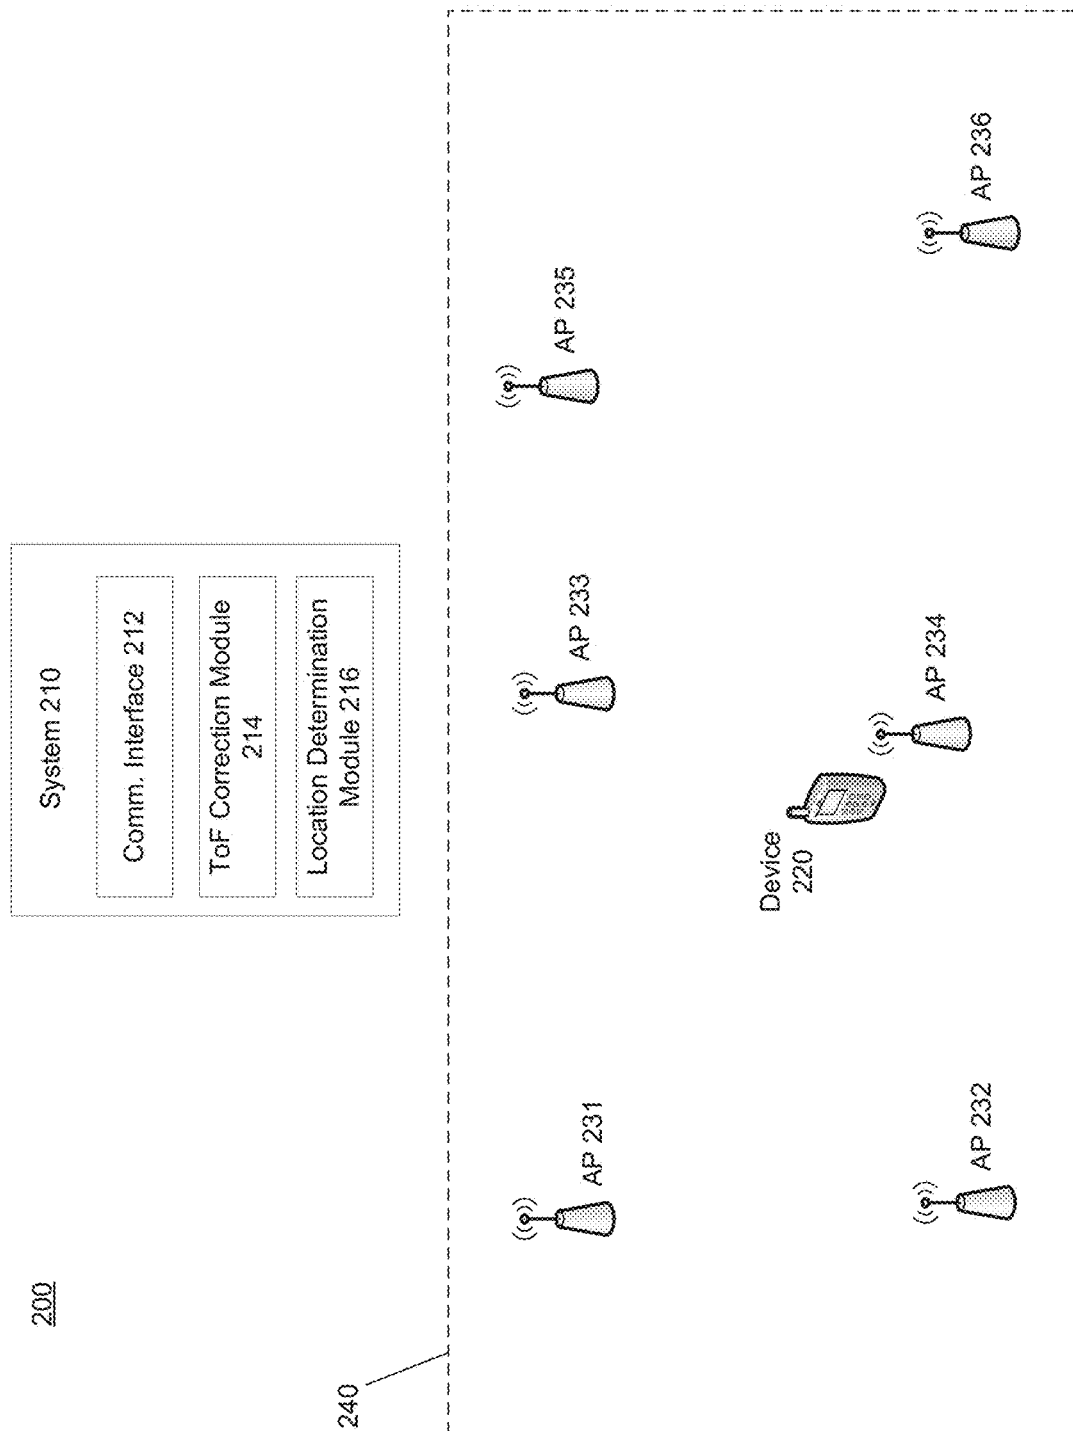 200
System 210
Comm. Interface 212
ToF Correction Module
214
Location Determination
Module 216
240
AP 231
AP 233
AP 235
Device
220
AP 232
AP 234
AP 236